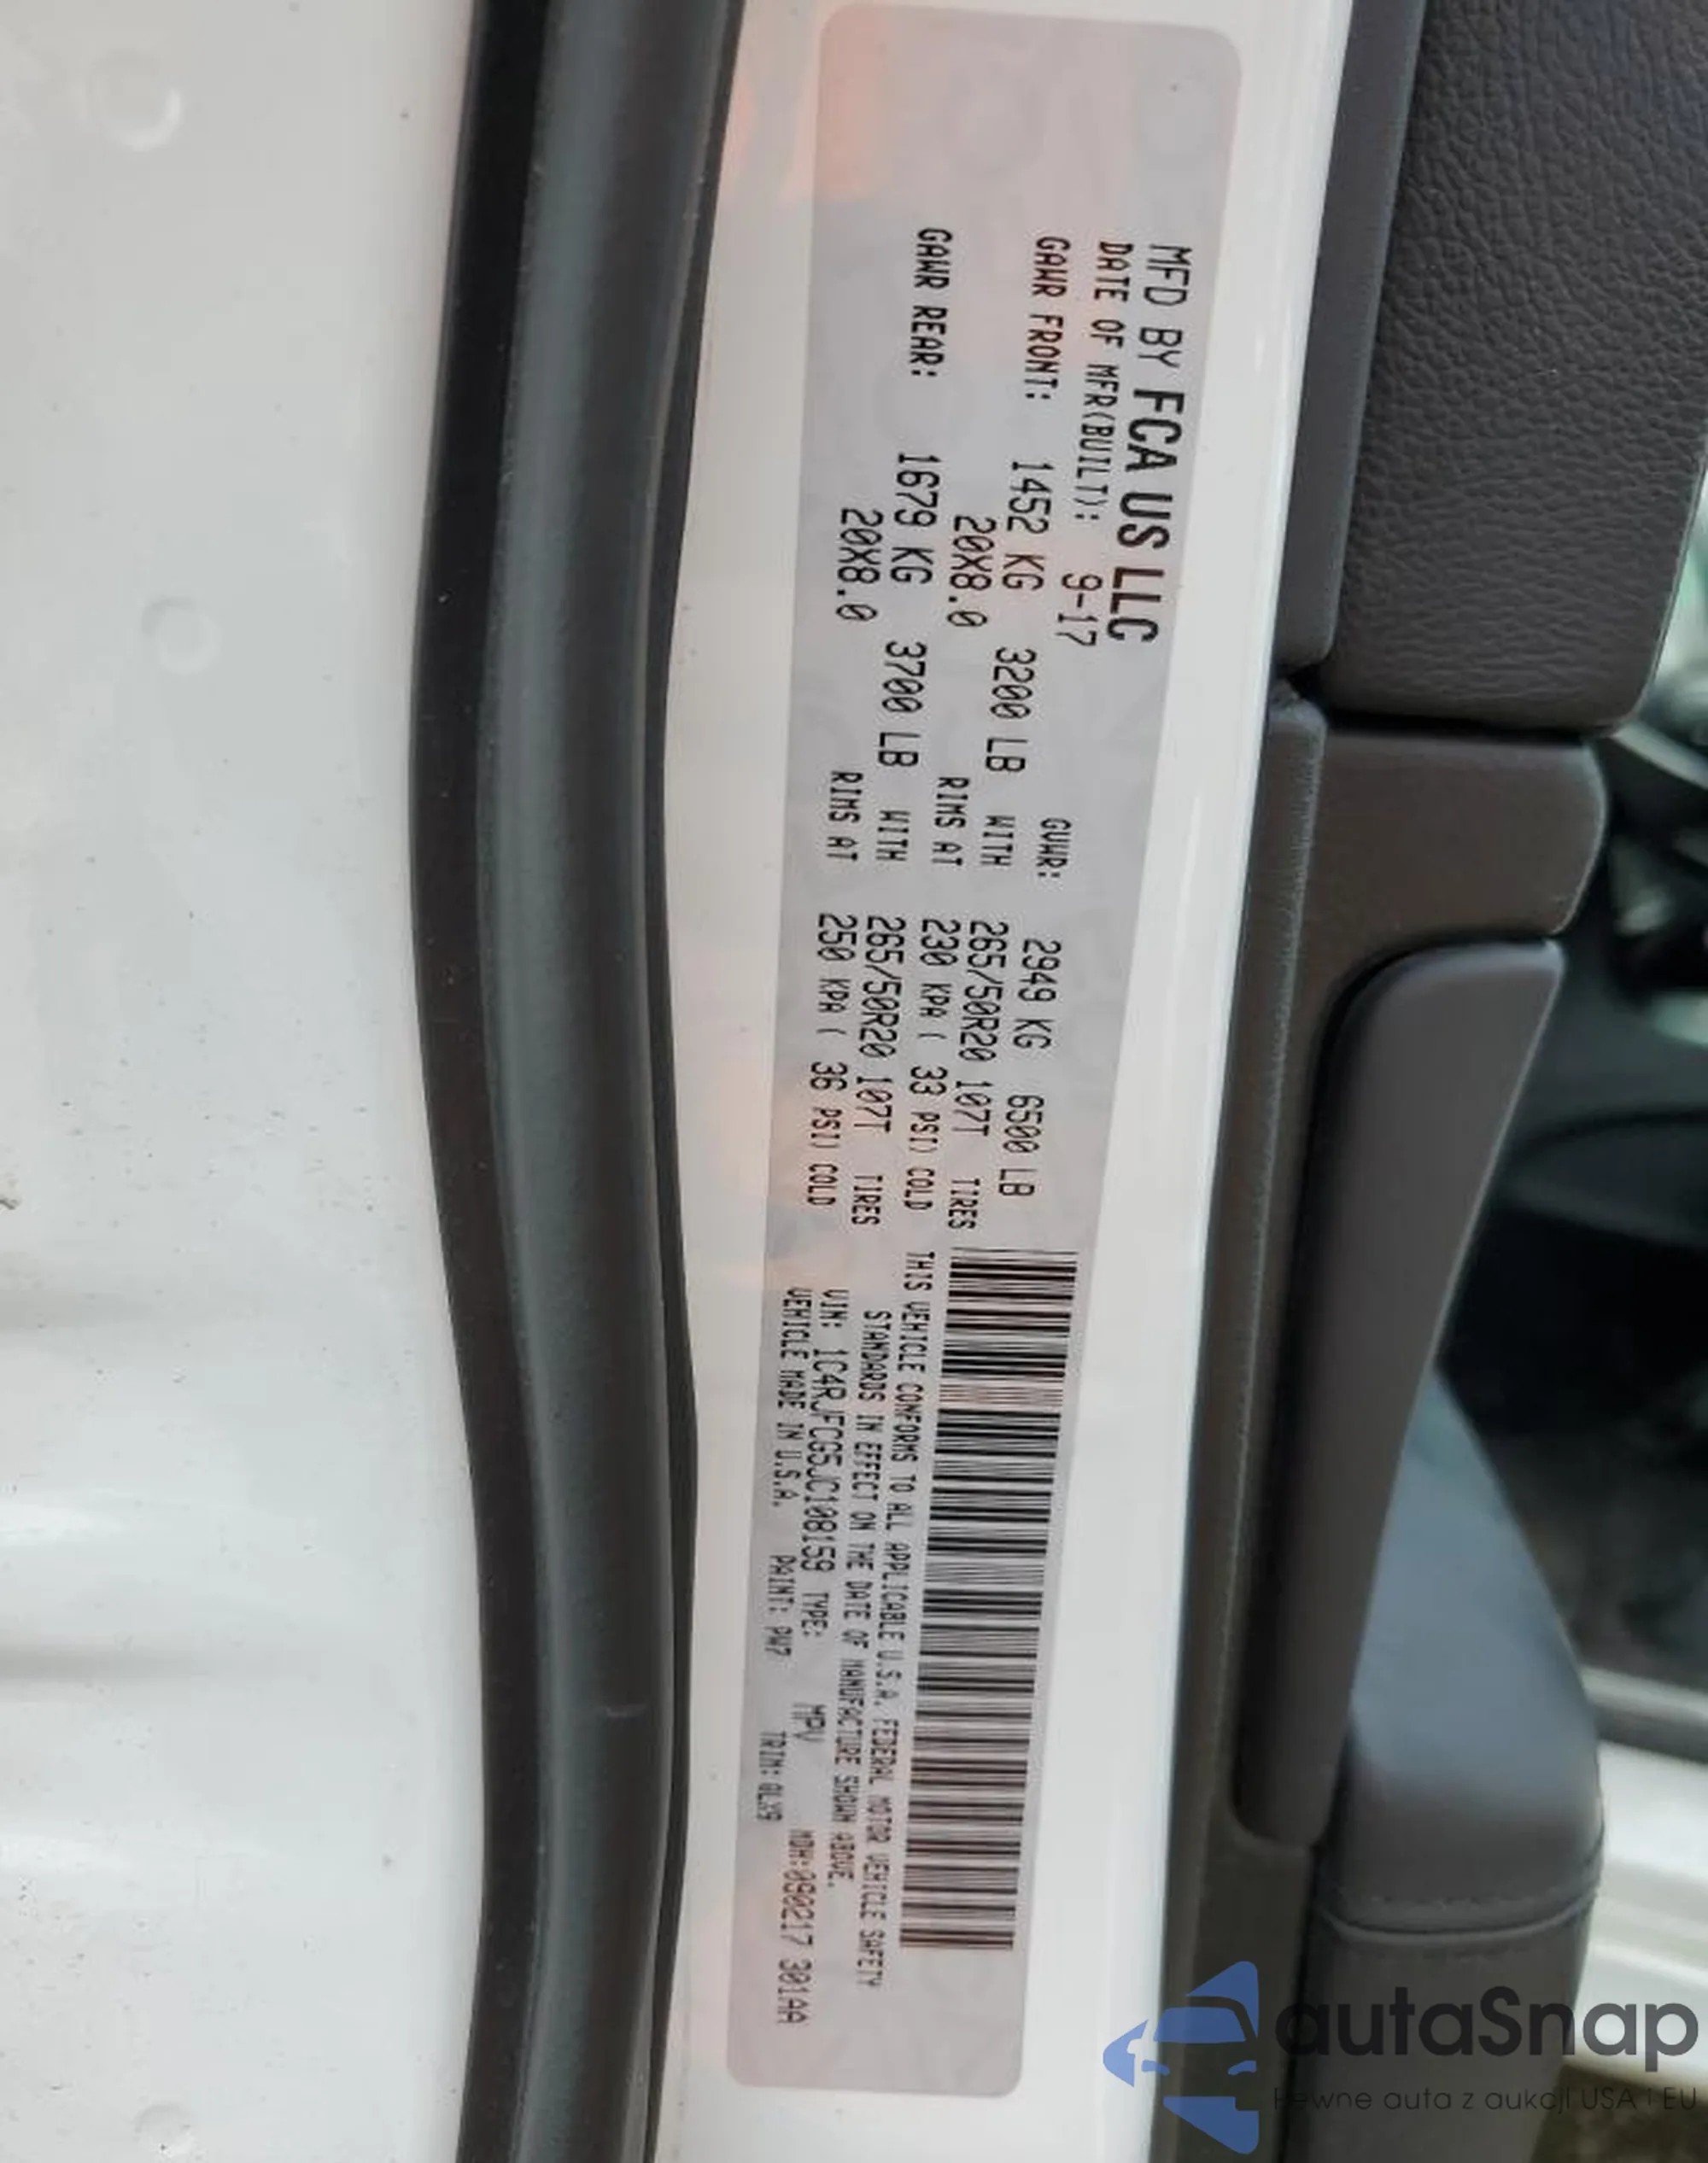 MFD BY FCA US LLC
DATE OF MFR(BUILT): 9-17 GVWR: 2949 KG 6500 LB
GAWR FRONT: 1452 KG 3200 LB WITH 265/50R20 107T TIRES
20X8.0 RIMS AT 230 KPA ( 33 PSI) COLD
GAWR REAR: 1679 KG 3700 LB WITH 265/50R20 107T TIRES
20X8.0 RIMS AT 250 KPA ( 36 PSI) COLD
THIS VEHICLE CONFORMS TO ALL APPLICABLE U.S.A. FEDERAL MOTOR VEHICLE SAFETY
STANDARDS IN EFFECT ON THE DATE OF MANUFACTURE SHOWN ABOVE.
VIN: 1C4RJFCG5JC108159 TYPE: MPV MDH:090217 301AA
VEHICLE MADE IN U.S.A. PAINT: PW7 TRIM:
autaSnap
Pewne auta z aukcji USA i EU